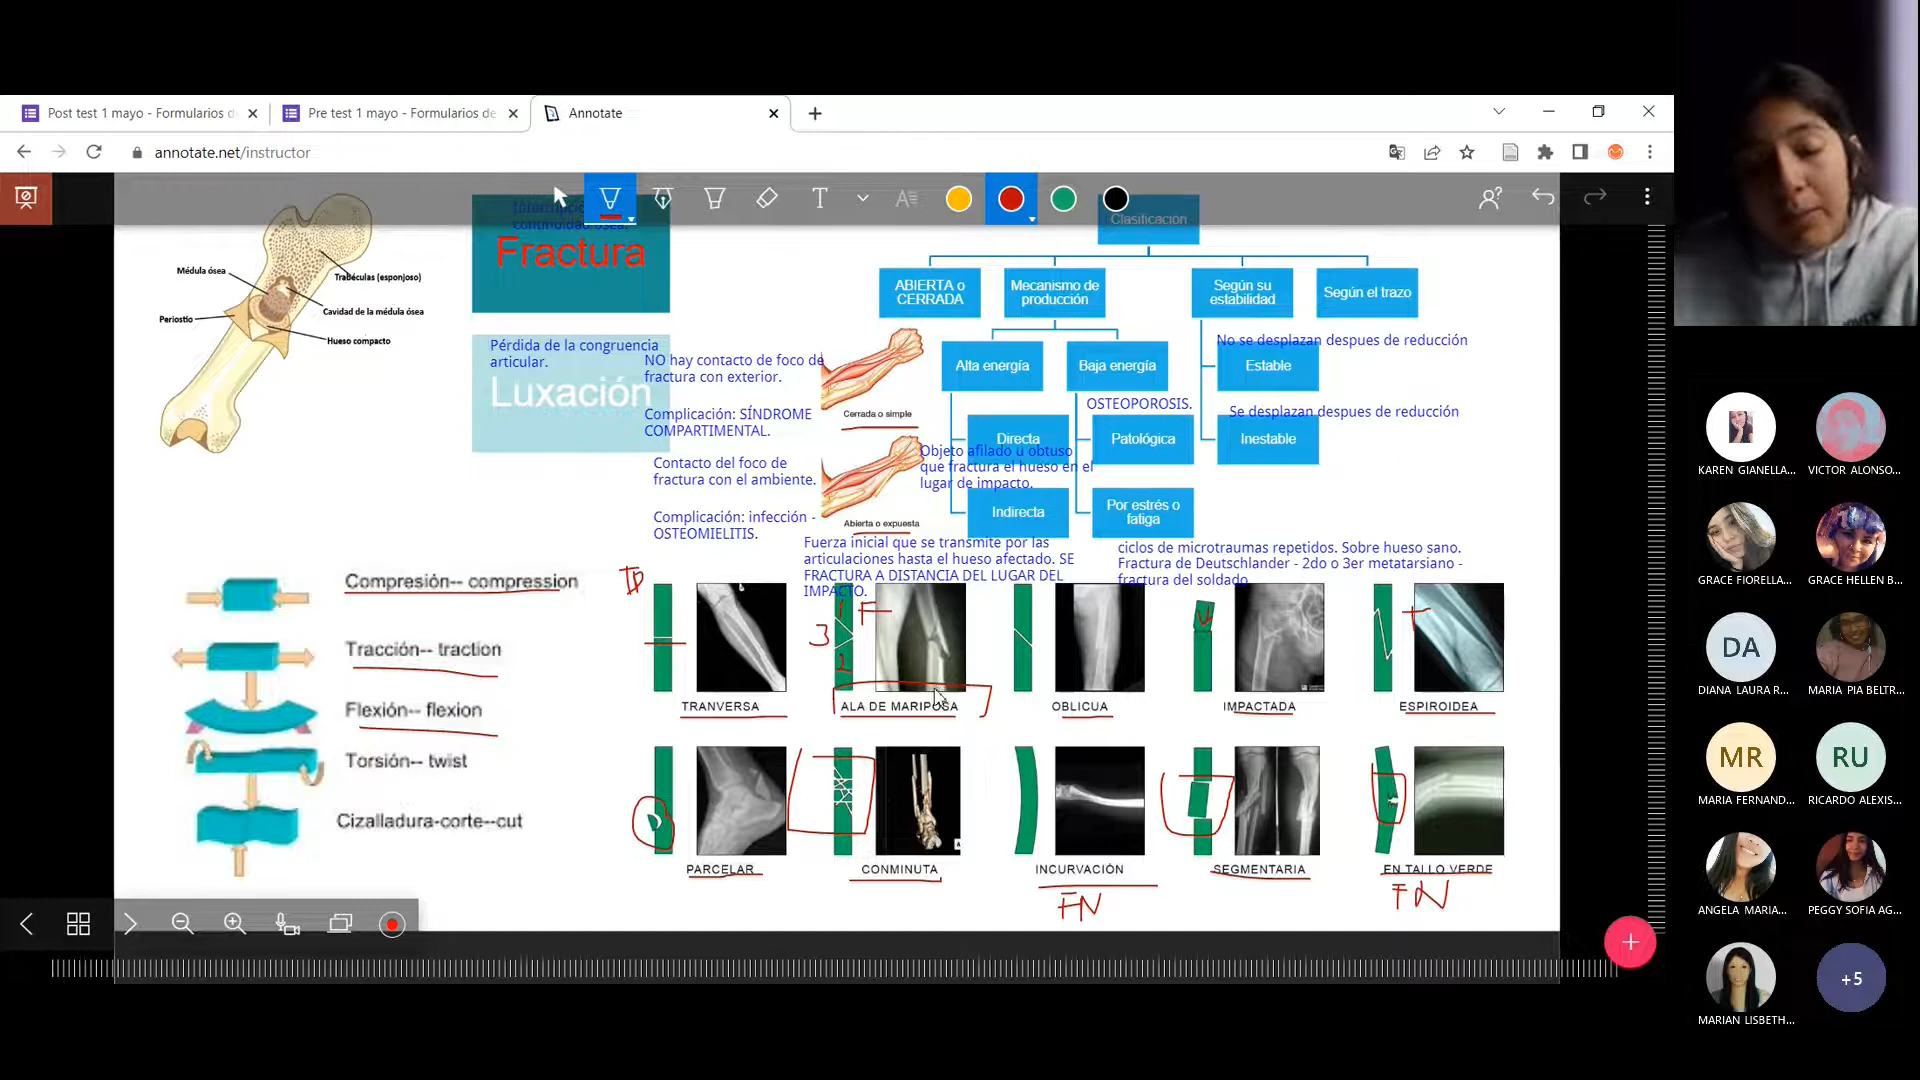 Post test 1 mayo - Formularios d
Pre test 1 mayo - Formularios de
Annotate
annotate.net/instructor
continuidad ósea.
Fractura
Pérdida de la congruencia
articular.
Luxación
Médula ósea
Trabéculas (esponjoso)
Cavidad de la médula ósea
Periostio
Hueso compacto
Clasificación
ABIERTA o
CERRADA
Mecanismo de
producción
Según su
estabilidad
Según el trazo
NO hay contacto de foco de
fractura con exterior.
Complicación: SÍNDROME
COMPARTIMENTAL.
Contacto del foco de
fractura con el ambiente.
Complicación: infección -
OSTEOMIELITIS.
Cerrada o simple
Abierta o expuesta
Alta energía
Baja energía
OSTEOPOROSIS.
Directa
Patológica
Objeto afilado u obtuso
que fractura el hueso en el
lugar de impacto.
Indirecta
Por estrés o
fatiga
No se desplazan despues de reducción
Estable
Se desplazan despues de reducción
Inestable
Fuerza inicial que se transmite por las
articulaciones hasta el hueso afectado. SE
FRACTURA A DISTANCIA DEL LUGAR DEL
IMPACTO.
ciclos de microtraumas repetidos. Sobre hueso sano.
Fractura de Deutschlander - 2do o 3er metatarsiano -
fractura del soldado
Compresión-- compression
Tracción-- traction
Flexión-- flexion
Torsión-- twist
Cizalladura-corte--cut
1
F
3
2
T
TRANVERSA
ALA DE MARIPOSA
OBLICUA
IMPACTADA
ESPIROIDEA
PARCELAR
CONMINUTA
INCURVACIÓN
SEGMENTARIA
EN TALLO VERDE
FN
FN
KAREN GIANELLA...
VICTOR ALONSO...
GRACE FIORELLA...
GRACE HELLEN B...
DA
DIANA LAURA R...
MARIA PIA BELTR...
MR
MARIA FERNAND...
RU
RICARDO ALEXIS...
ANGELA MARIA...
PEGGY SOFIA AG...
MARIAN LISBETH...
+5